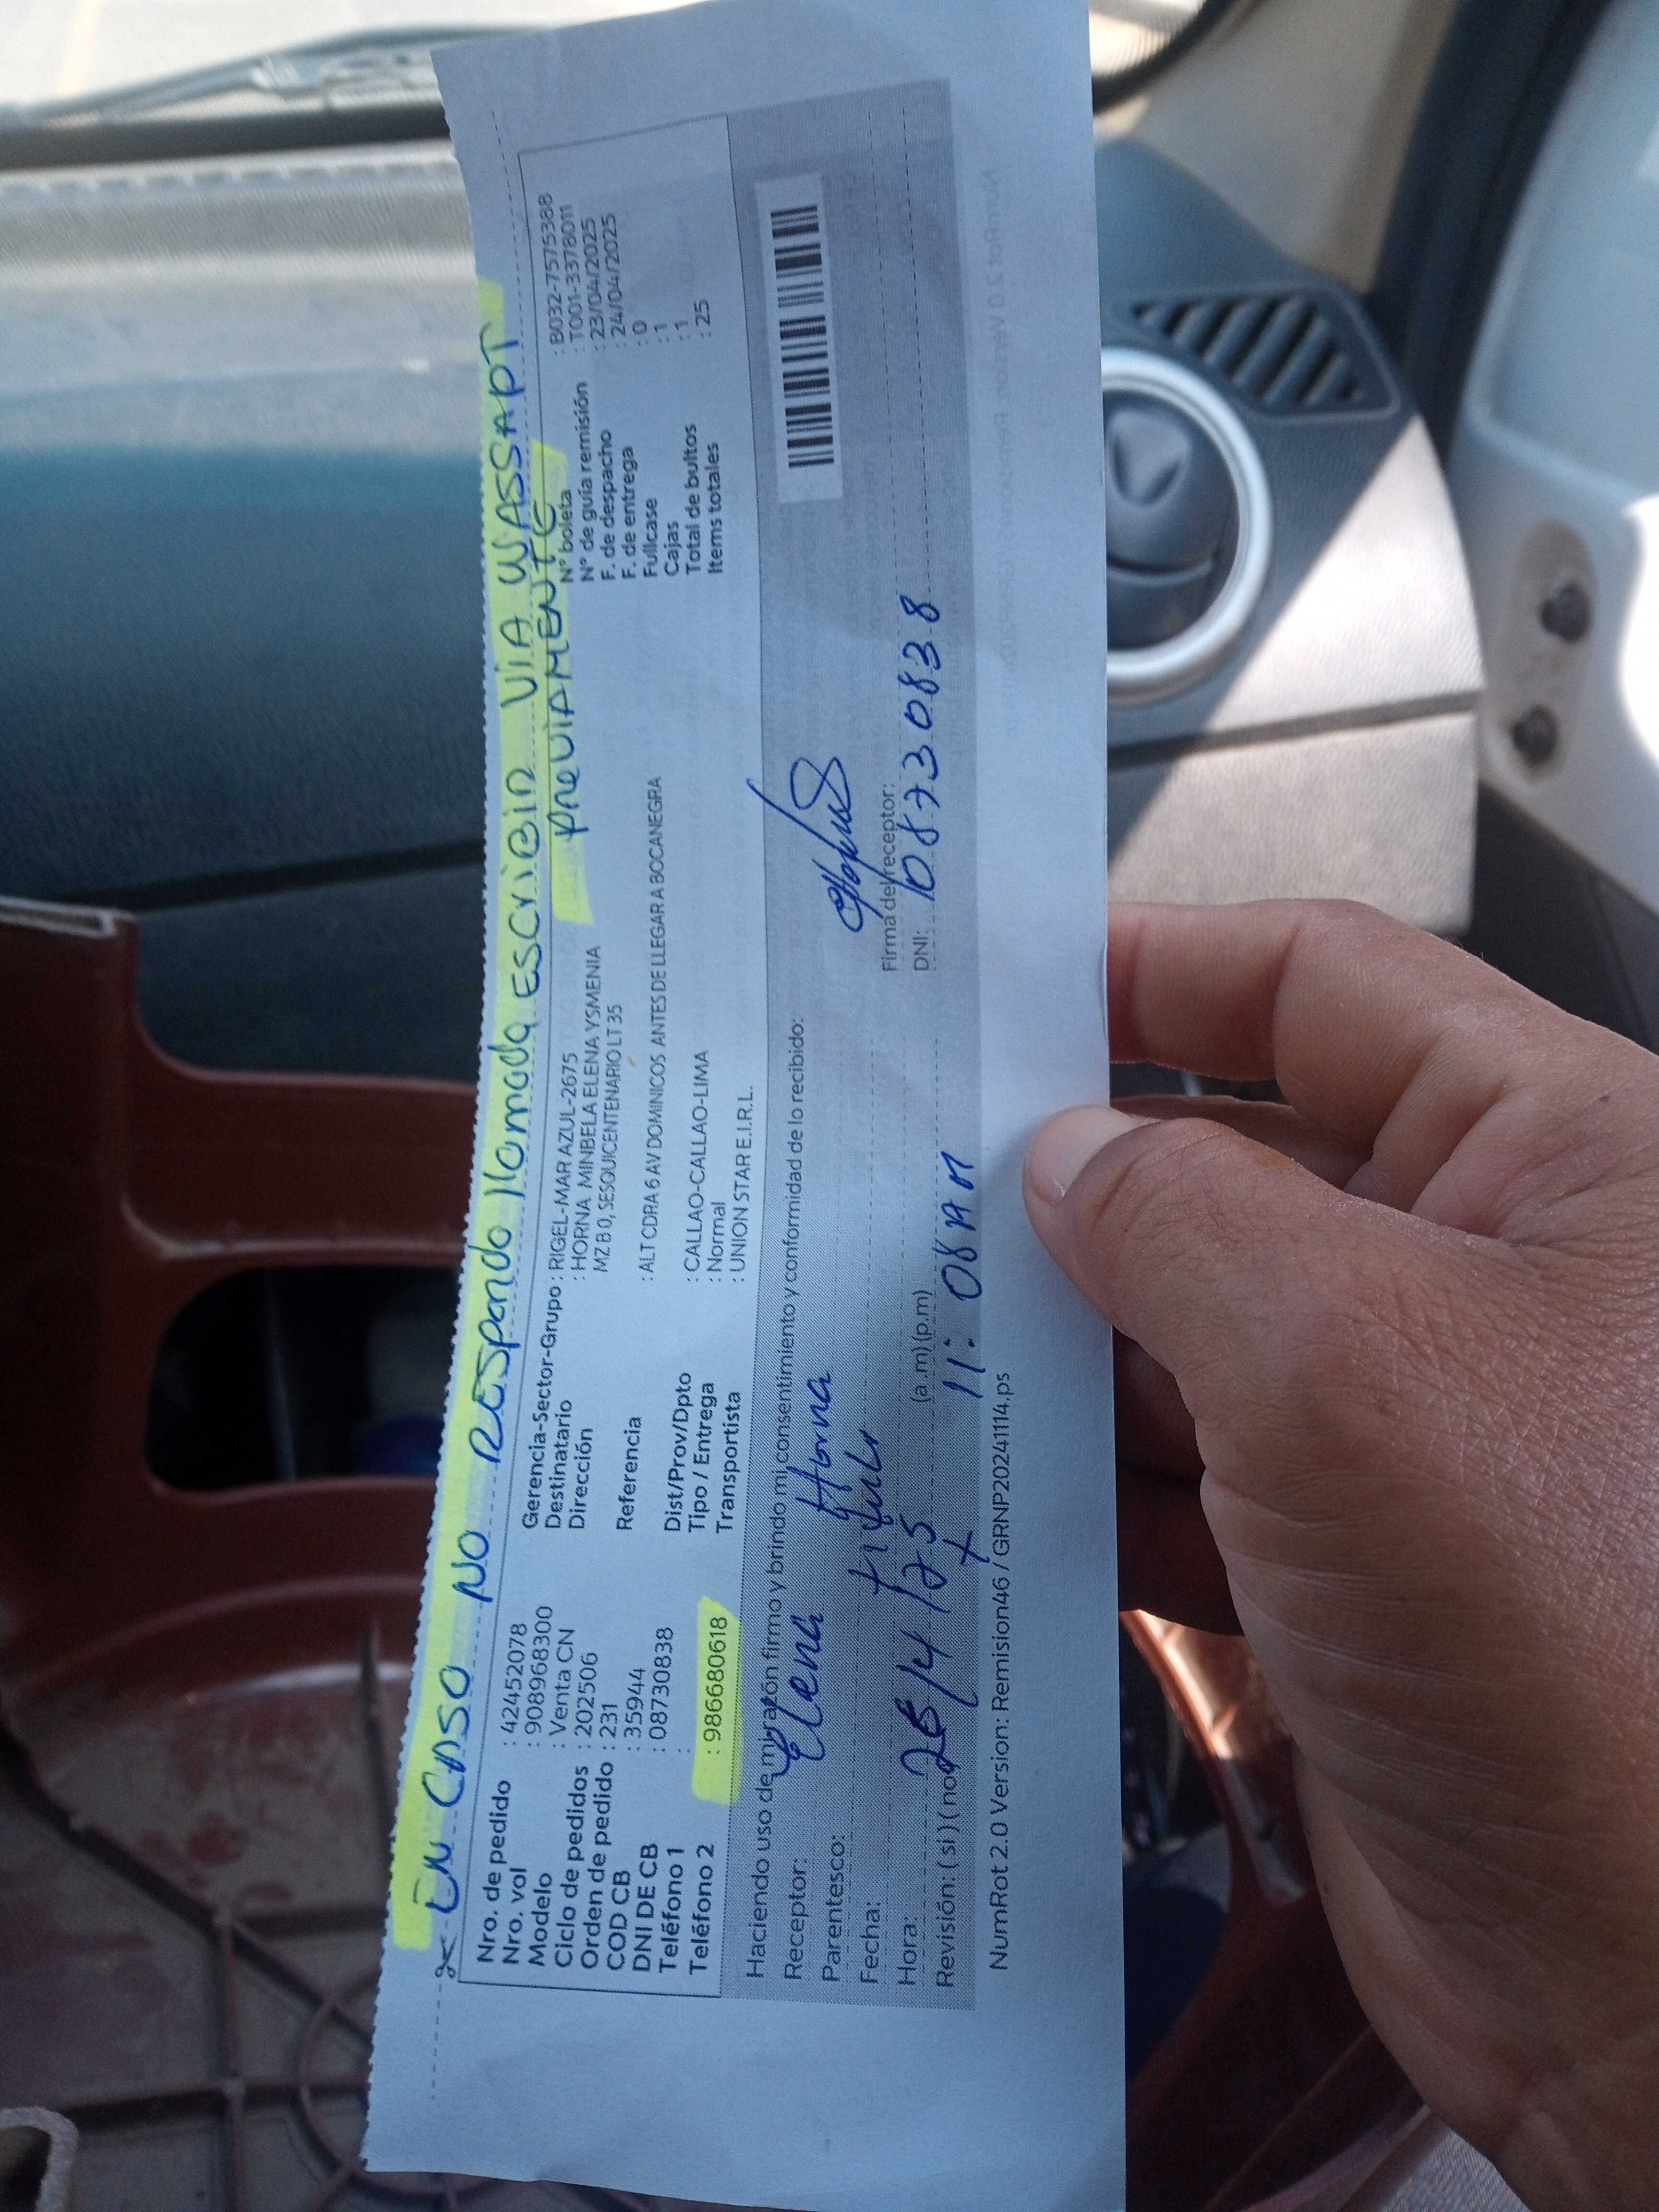 EN CASO NO RESPONDO llamada ESCRIBIR VIA WASSAPT
PREVIAMENTE
Nro. de pedido : 42452078
Nro. vol : 908968300
Modelo : Venta CN
Ciclo de pedidos : 202506
Orden de pedido : 231
COD CB : 35944
DNI DE CB : 08730838
Teléfono 1 :
Teléfono 2 : 986680618
Gerencia-Sector-Grupo : RIGEL-MAR AZUL-2675
Destinatario : HORNA MINBELA ELENA YSMENIA
Dirección MZ B 0, SESQUICENTENARIO LT 35
Referencia : ALT CDRA 6 AV DOMINICOS ANTES DE LLEGAR A BOCANEGRA
Dist/Prov/Dpto : CALLAO-CALLAO-LIMA
Tipo / Entrega : Normal
Transportista : UNION STAR E.I.R.L.
N° boleta : B032-7575388
N° de guía remisión : T001-3378011
F. de despacho : 23/04/2025
F. de entrega : 24/04/2025
Fullcase : 0
Cajas : 1
Total de bultos : 1
Items totales : 25
Haciendo uso de mi razón firmo y brindo mi consentimiento y conformidad de lo recibido:
Receptor: Elena Horna
Parentesco: titular
Fecha: /4/25
Hora: (a.m) (p.m)
Revisión: ( si ) ( no ) X 11:08 AM
Firma del receptor:
DNI: 08730838
NumRot 2.0 Version: Remision46 / GRNP20241114.ps